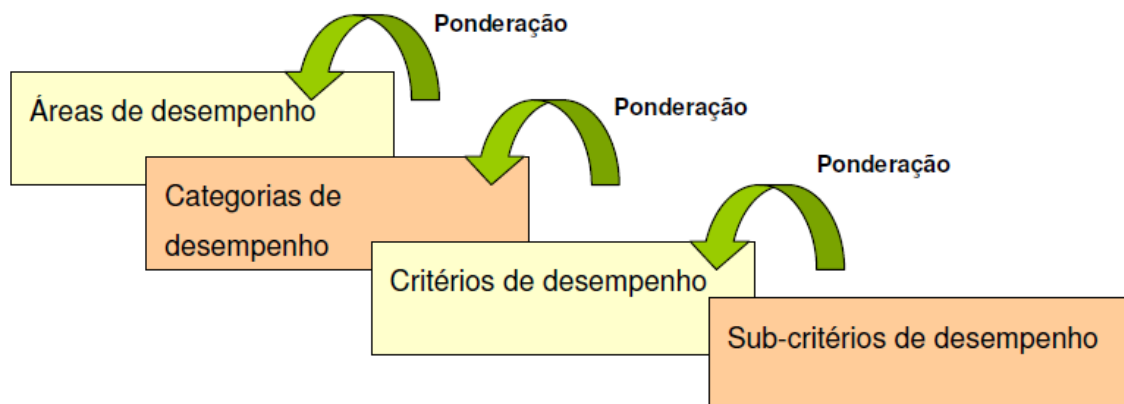 Ponderação
Áreas de desempenho
Ponderação
Categorias de
desempenho
Ponderação
Critérios de desempenho
Sub-critérios de desempenho